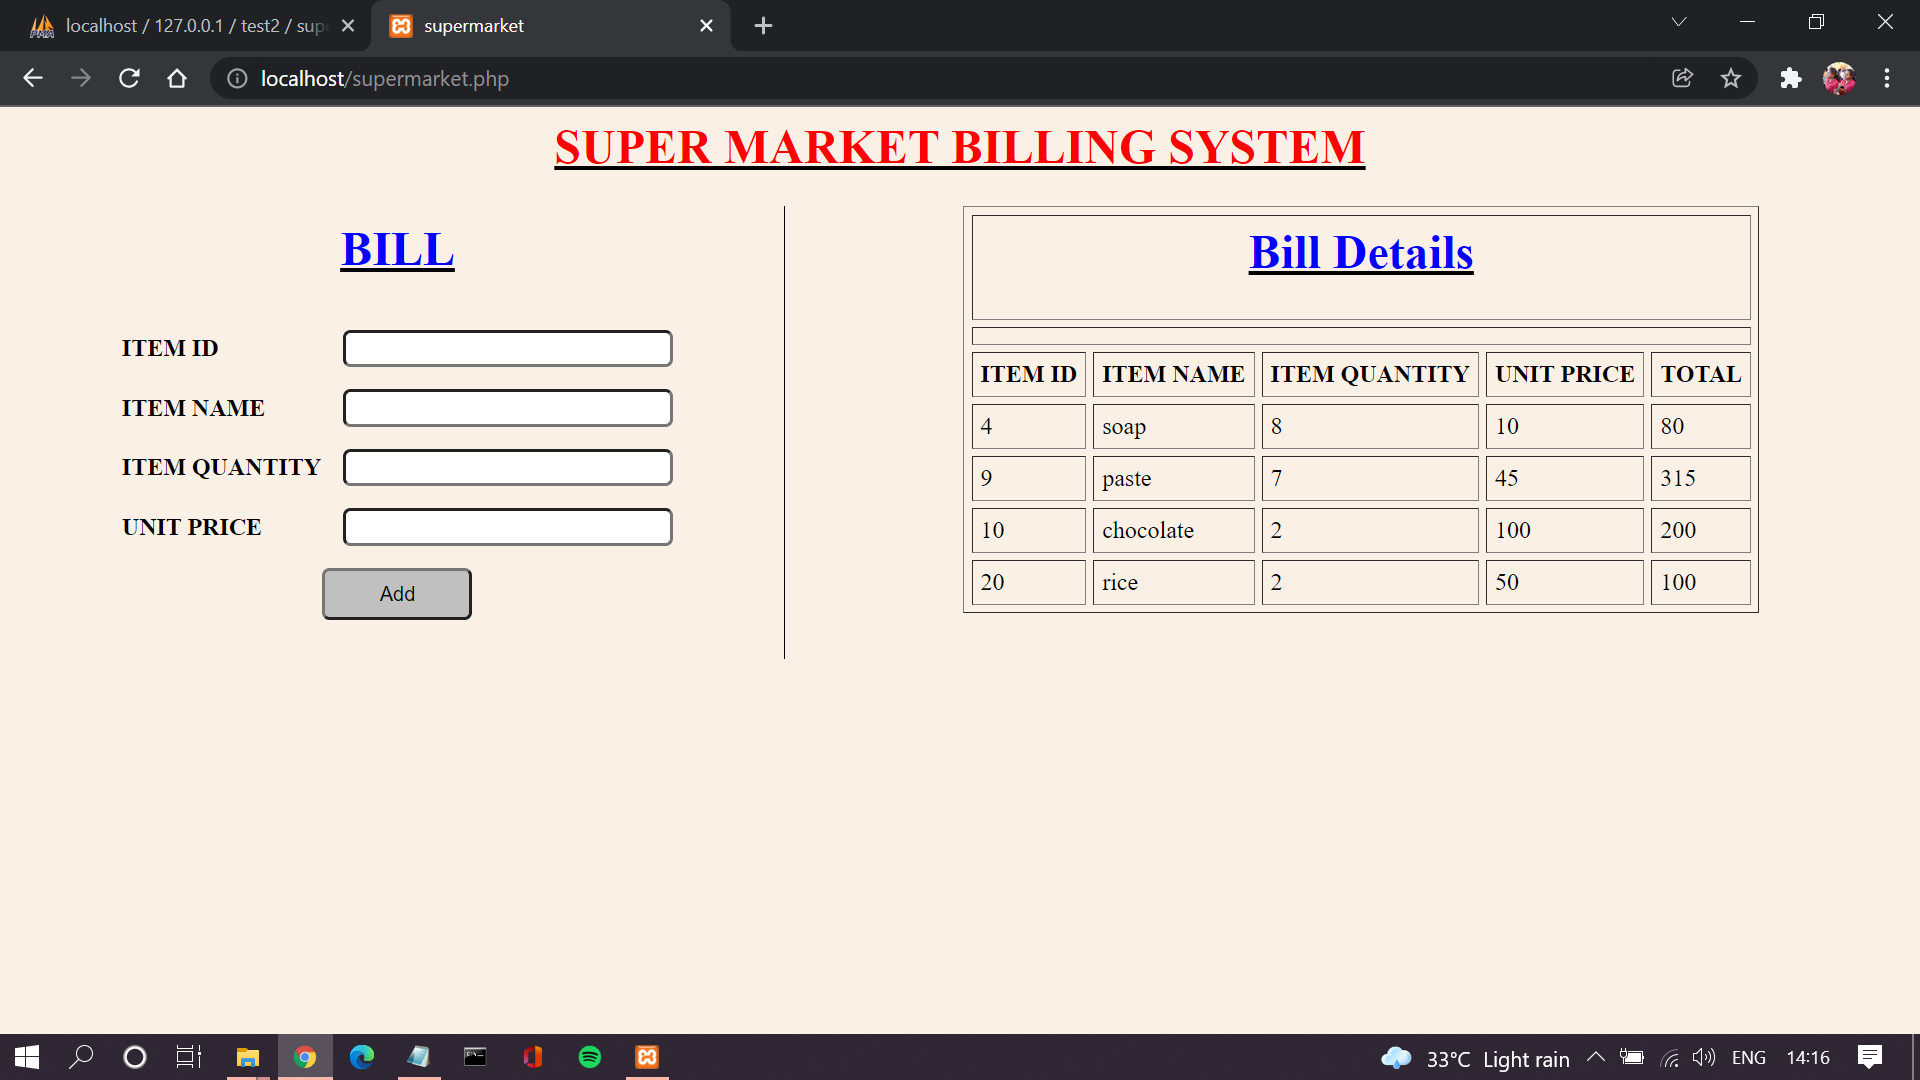 localhost / 127.0.0.1 / test2 / sup
supermarket
localhost/supermarket.php
SUPER MARKET BILLING SYSTEM
BILL
ITEM ID
ITEM NAME
ITEM QUANTITY
UNIT PRICE
Add
Bill Details
ITEM ID ITEM NAME ITEM QUANTITY UNIT PRICE TOTAL
4 soap 8 10 80
9 paste 7 45 315
10 chocolate 2 100 200
20 rice 2 50 100
33°C Light rain ENG 14:16